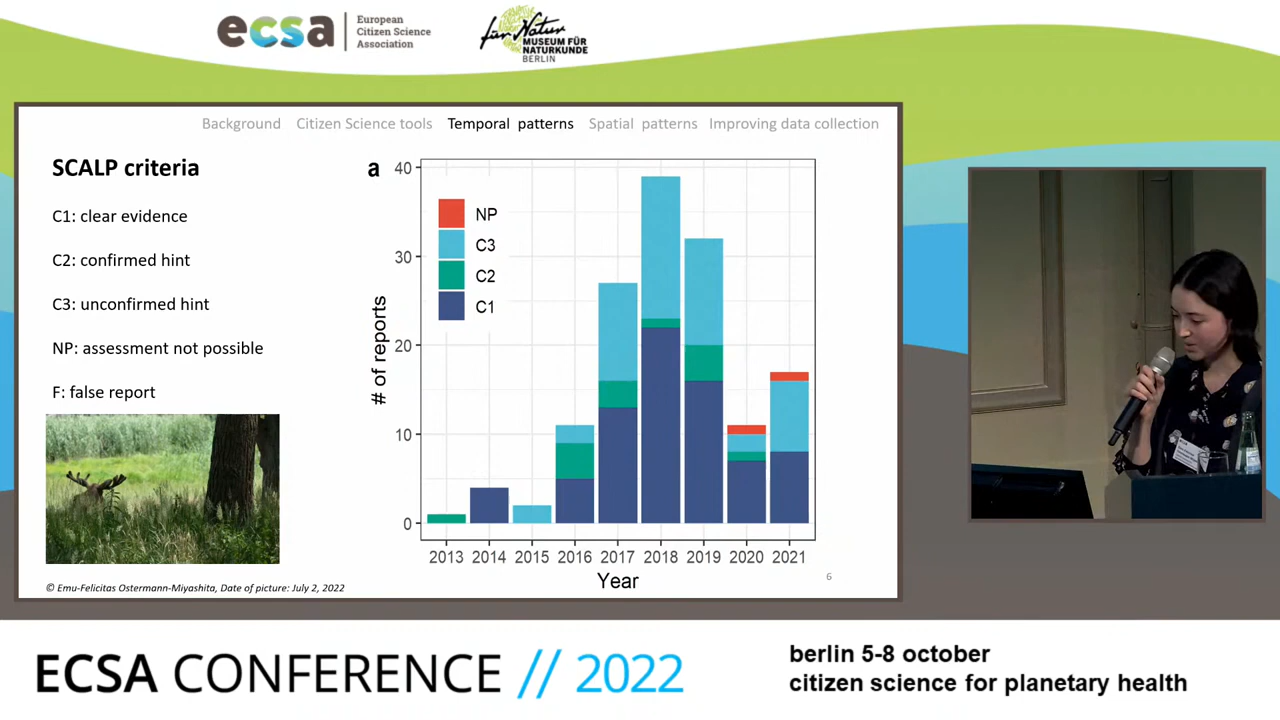 ecsa
European
Citizen Science
Association
für Natur
MUSEUM FÜR
NATURKUNDE
BERLIN
Background Citizen Science tools Temporal patterns Spatial patterns Improving data collection
SCALP criteria
C1: clear evidence
C2: confirmed hint
C3: unconfirmed hint
NP: assessment not possible
F: false report
© Emu-Felicitas Ostermann-Miyashita, Date of picture: July 2, 2022
a
40
30
20
10
0
# of reports
NP
C3
C2
C1
2013 2014 2015 2016 2017 2018 2019 2020 2021
Year
6
ECSA CONFERENCE // 2022
berlin 5-8 october
citizen science for planetary health